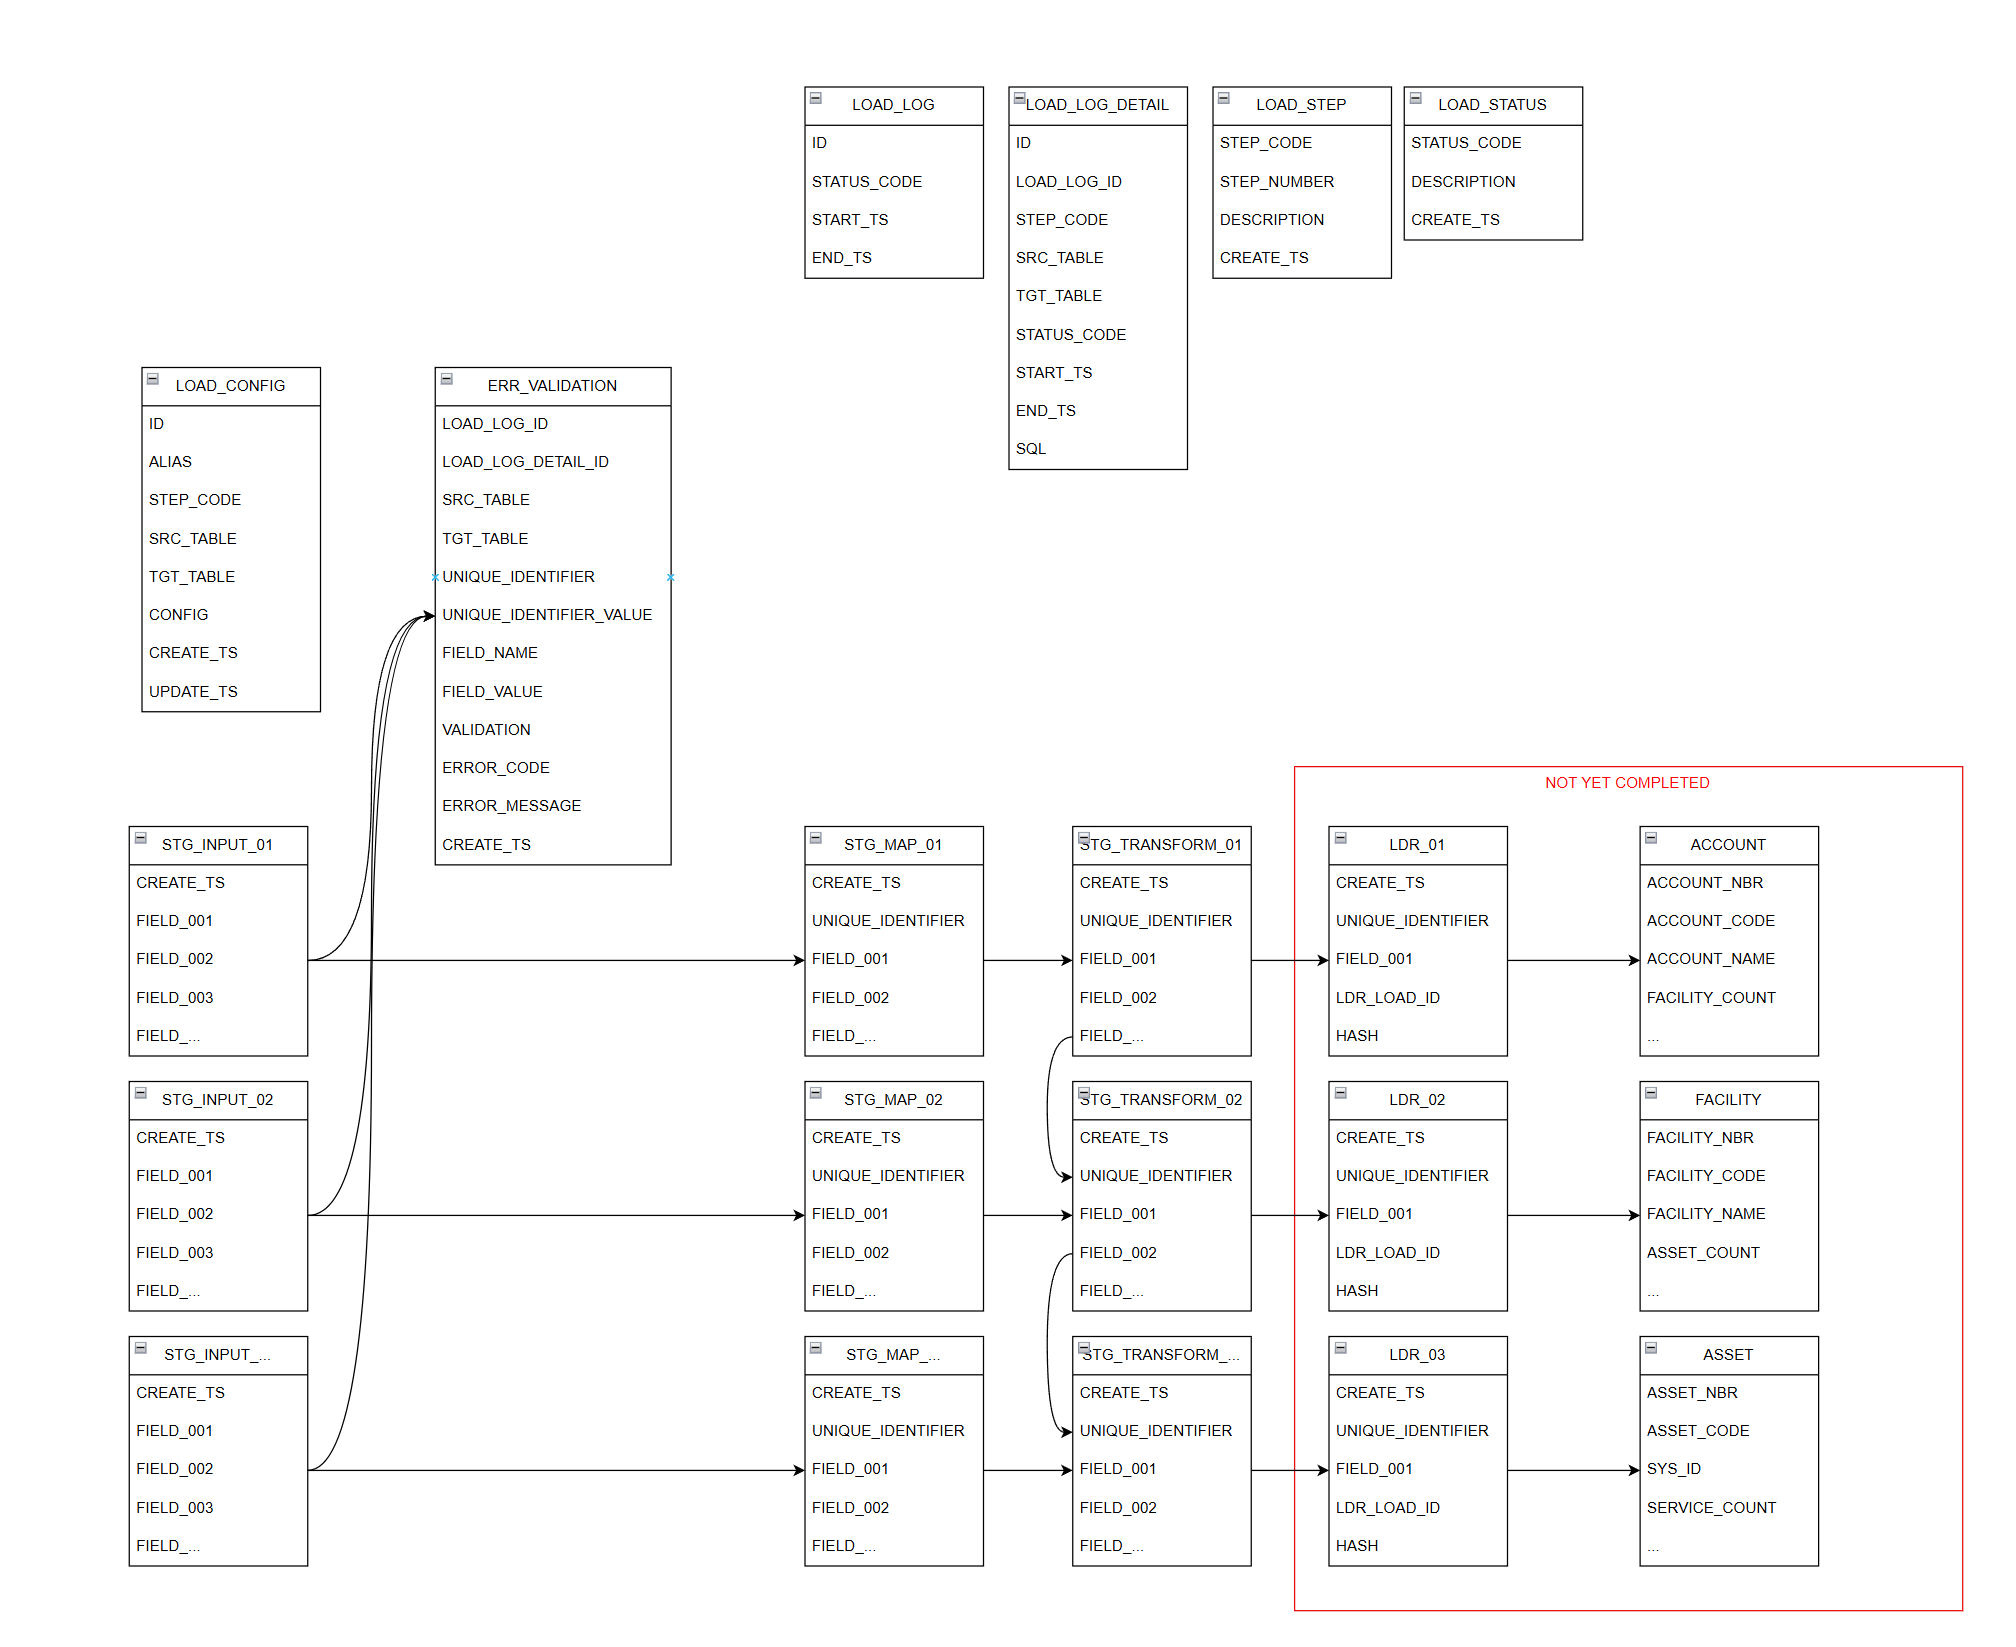 LOAD_LOG
ID
STATUS_CODE
START_TS
END_TS
LOAD_LOG_DETAIL
ID
LOAD_LOG_ID
STEP_CODE
SRC_TABLE
TGT_TABLE
STATUS_CODE
START_TS
END_TS
SQL
LOAD_STEP
STEP_CODE
STEP_NUMBER
DESCRIPTION
CREATE_TS
LOAD_STATUS
STATUS_CODE
DESCRIPTION
CREATE_TS
LOAD_CONFIG
ID
ALIAS
STEP_CODE
SRC_TABLE
TGT_TABLE
CONFIG
CREATE_TS
UPDATE_TS
ERR_VALIDATION
LOAD_LOG_ID
LOAD_LOG_DETAIL_ID
SRC_TABLE
TGT_TABLE
UNIQUE_IDENTIFIER
UNIQUE_IDENTIFIER_VALUE
FIELD_NAME
FIELD_VALUE
VALIDATION
ERROR_CODE
ERROR_MESSAGE
CREATE_TS
NOT YET COMPLETED
STG_INPUT_01
CREATE_TS
FIELD_001
FIELD_002
FIELD_003
FIELD_...
STG_MAP_01
CREATE_TS
UNIQUE_IDENTIFIER
FIELD_001
FIELD_002
FIELD_...
STG_TRANSFORM_01
CREATE_TS
UNIQUE_IDENTIFIER
FIELD_001
FIELD_002
FIELD_...
LDR_01
CREATE_TS
UNIQUE_IDENTIFIER
FIELD_001
LDR_LOAD_ID
HASH
ACCOUNT
ACCOUNT_NBR
ACCOUNT_CODE
ACCOUNT_NAME
FACILITY_COUNT
...
STG_INPUT_02
CREATE_TS
FIELD_001
FIELD_002
FIELD_003
FIELD_...
STG_MAP_02
CREATE_TS
UNIQUE_IDENTIFIER
FIELD_001
FIELD_002
FIELD_...
STG_TRANSFORM_02
CREATE_TS
UNIQUE_IDENTIFIER
FIELD_001
FIELD_002
FIELD_...
LDR_02
CREATE_TS
UNIQUE_IDENTIFIER
FIELD_001
LDR_LOAD_ID
HASH
FACILITY
FACILITY_NBR
FACILITY_CODE
FACILITY_NAME
ASSET_COUNT
...
STG_INPUT_...
CREATE_TS
FIELD_001
FIELD_002
FIELD_003
FIELD_...
STG_MAP_...
CREATE_TS
UNIQUE_IDENTIFIER
FIELD_001
FIELD_002
FIELD_...
STG_TRANSFORM_...
CREATE_TS
UNIQUE_IDENTIFIER
FIELD_001
FIELD_002
FIELD_...
LDR_03
CREATE_TS
UNIQUE_IDENTIFIER
FIELD_001
LDR_LOAD_ID
HASH
ASSET
ASSET_NBR
ASSET_CODE
SYS_ID
SERVICE_COUNT
...